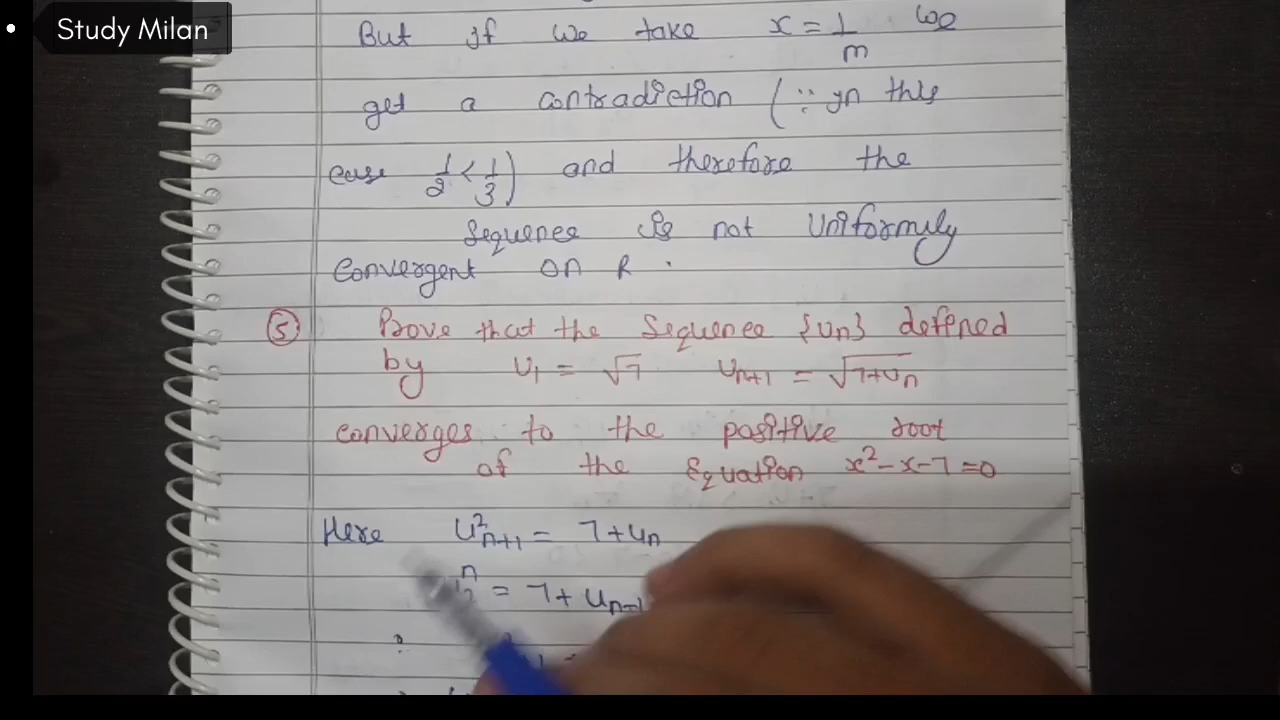 Study Milan
But if we take x = 1/m we
get a contradiction (∵ yn this
case 1/2 < 1/3) and therefore the
Sequence is not Uniformuly
Convergent on R.
⑤ Prove that the Sequence {Un} defined
by U₁ = √7 Uₙ₊₁ = √7+Uₙ
converges to the positive root
of the Equation x² - x - 7 = 0
Here U²ₙ₊₁ = 7 + Uₙ
= 7 + Uₙ₋₁